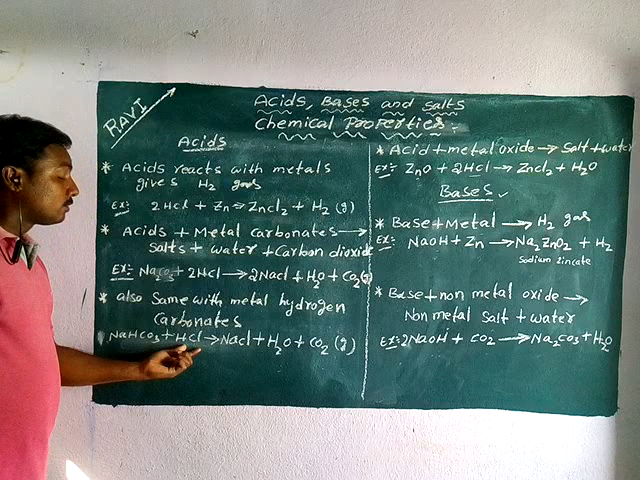 RAVI
Acids, Bases and Salts
Chemical Properties:-
Acids
* Acids reacts with metals
gives H₂ gas
Ex:- 2HCl + Zn → ZnCl₂ + H₂ (g)
* Acids + Metal carbonates →
Salts + water + Carbon dioxide
Ex:- Na₂CO₃ + 2HCl → 2NaCl + H₂O + CO₂(g)
* also Same with metal hydrogen
Carbonates
NaHCO₃ + HCl → NaCl + H₂O + CO₂ (g)
* Acid + metal oxide → Salt + water
Ex:- ZnO + 2HCl → ZnCl₂ + H₂O
Bases
* Base + Metal → H₂ gas
Ex:- NaOH + Zn → Na₂ZnO₂ + H₂
Sodium zincate
* Base + non metal oxide →
Non metal Salt + water
Ex:- 2NaOH + CO₂ → Na₂CO₃ + H₂O